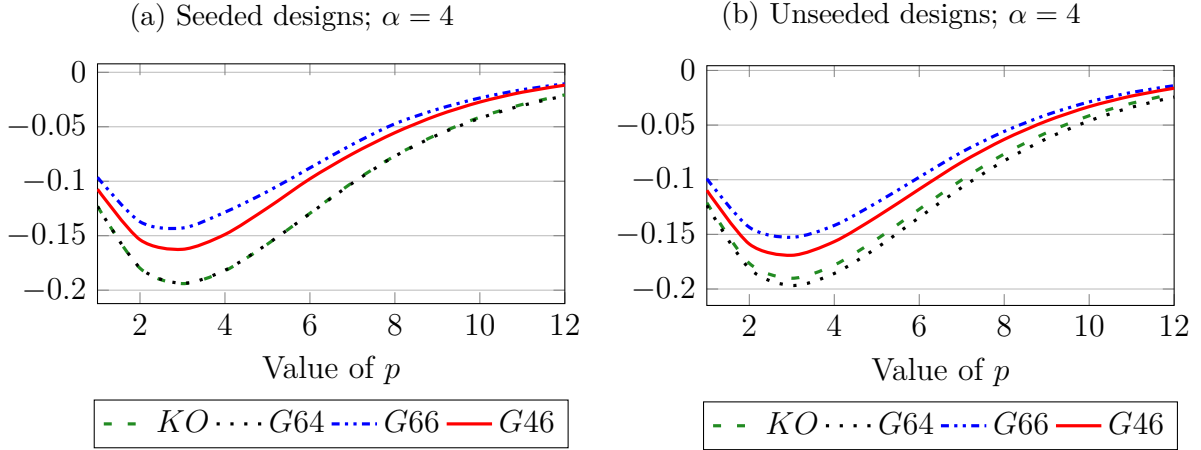 (a) Seeded designs; α = 4
0
−0.05
−0.1
−0.15
−0.2
2 4 6 8 10 12
Value of p
KO G64 G66 G46
(b) Unseeded designs; α = 4
0
−0.05
−0.1
−0.15
−0.2
2 4 6 8 10 12
Value of p
KO G64 G66 G46